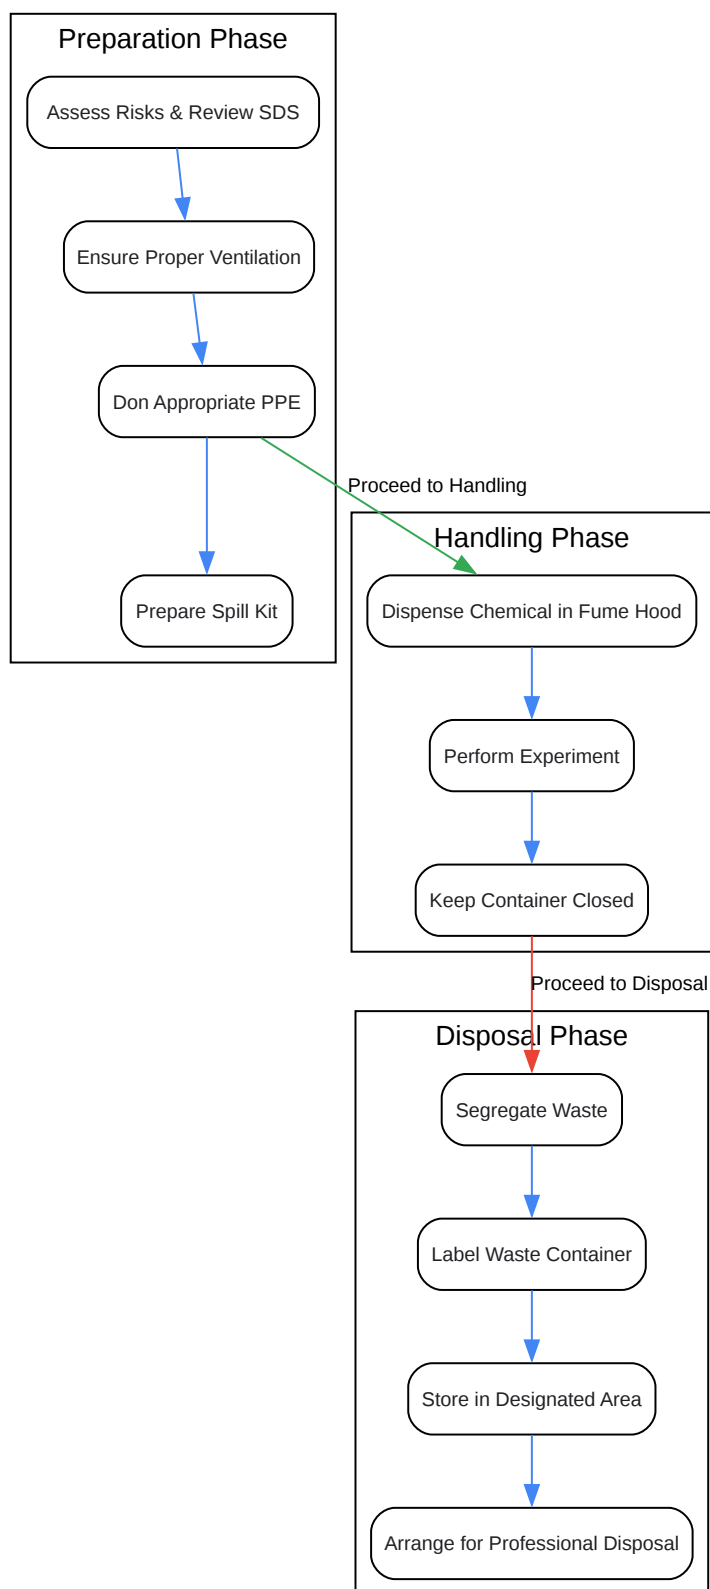 Preparation Phase
Assess Risks & Review SDS
Ensure Proper Ventilation
Don Appropriate PPE
Prepare Spill Kit
Proceed to Handling
Handling Phase
Dispense Chemical in Fume Hood
Perform Experiment
Keep Container Closed
Proceed to Disposal
Disposal Phase
Segregate Waste
Label Waste Container
Store in Designated Area
Arrange for Professional Disposal